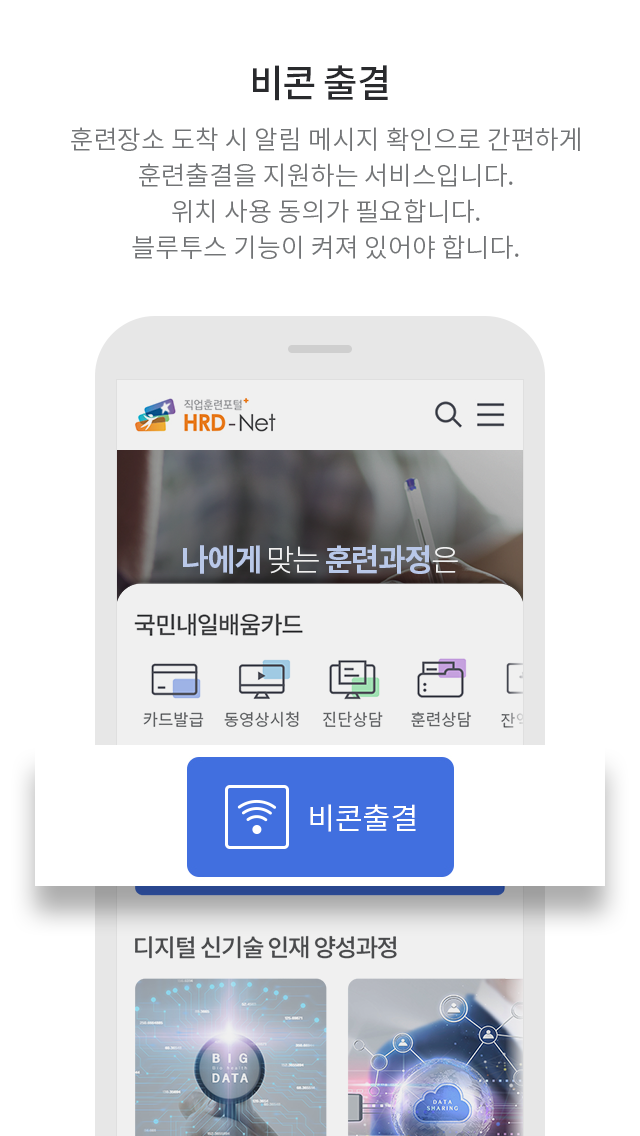 비콘 출결
훈련장소 도착 시 알림 메시지 확인으로 간편하게
훈련출결을 지원하는 서비스입니다.
위치 사용 동의가 필요합니다.
블루투스 기능이 켜져 있어야 합니다.
직업훈련포털
HRD-Net
나에게 맞는 훈련과정은
국민내일배움카드
카드발급 동영상시청 진단상담 훈련상담
비콘출결
디지털 신기술 인재 양성과정
BIG
DATA
DATA
SHARING